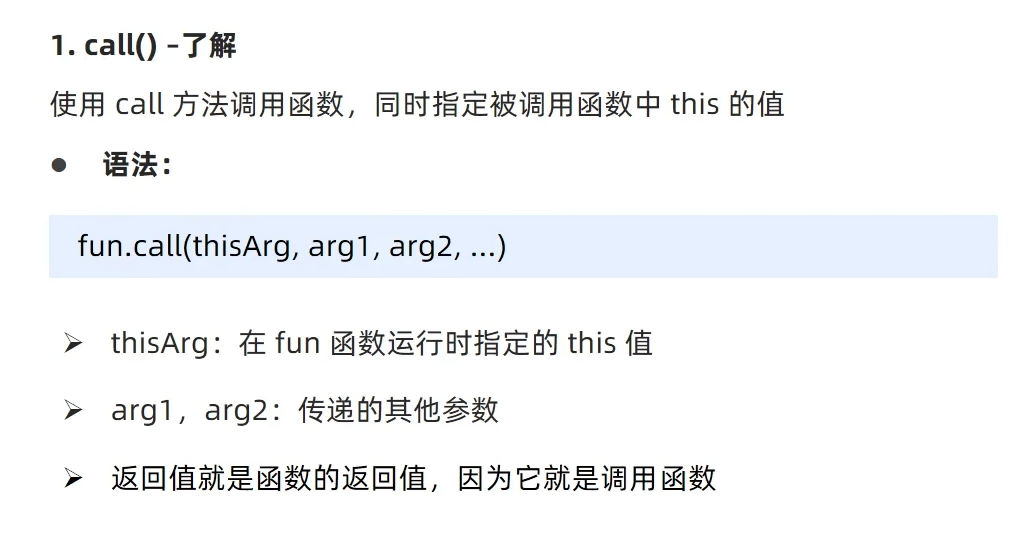 1. call() –了解
使用 call 方法调用函数，同时指定被调用函数中 this 的值
● 语法：
fun.call(thisArg, arg1, arg2, ...)
➢ thisArg：在 fun 函数运行时指定的 this 值
➢ arg1，arg2：传递的其他参数
➢ 返回值就是函数的返回值，因为它就是调用函数